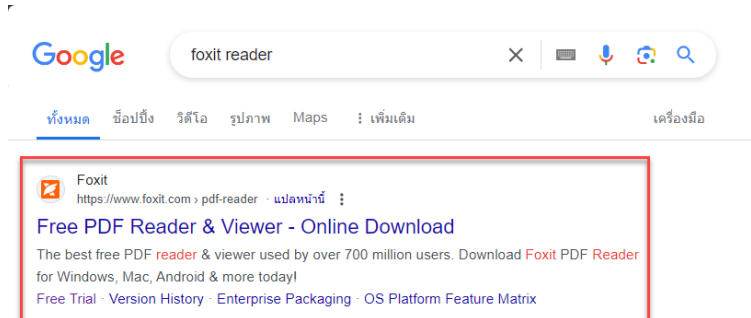 Google
foxit reader
ทั้งหมด ช็อปปิ้ง วิดีโอ รูปภาพ Maps ⋮ เพิ่มเติม เครื่องมือ
Foxit
https://www.foxit.com › pdf-reader · แปลหน้านี้ ⋮
Free PDF Reader & Viewer - Online Download
The best free PDF reader & viewer used by over 700 million users. Download Foxit PDF Reader
for Windows, Mac, Android & more today!
Free Trial · Version History · Enterprise Packaging · OS Platform Feature Matrix